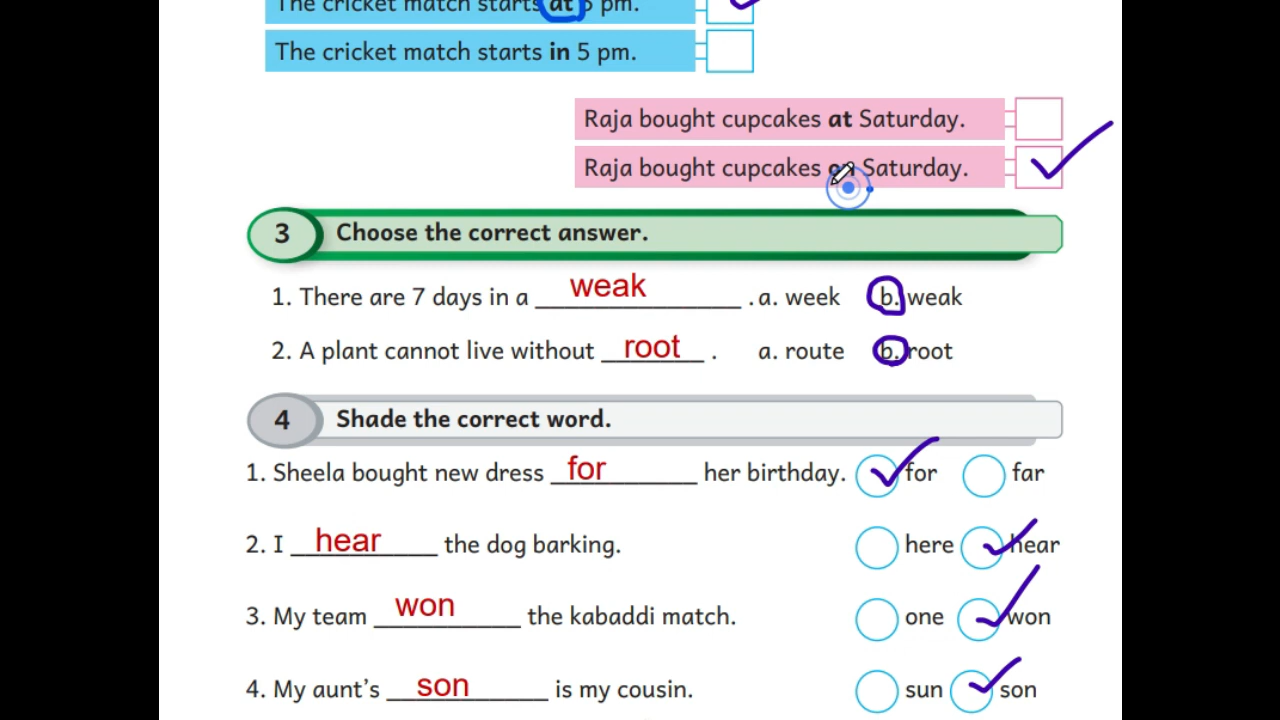 The cricket match starts at 5 pm.
The cricket match starts in 5 pm.
Raja bought cupcakes at Saturday.
Raja bought cupcakes on Saturday.
3 Choose the correct answer.
1. There are 7 days in a weak . a. week b. weak
2. A plant cannot live without root . a. route b. root
4 Shade the correct word.
1. Sheela bought new dress for her birthday. for far
2. I hear the dog barking. here hear
3. My team won the kabaddi match. one won
4. My aunt's son is my cousin. sun son